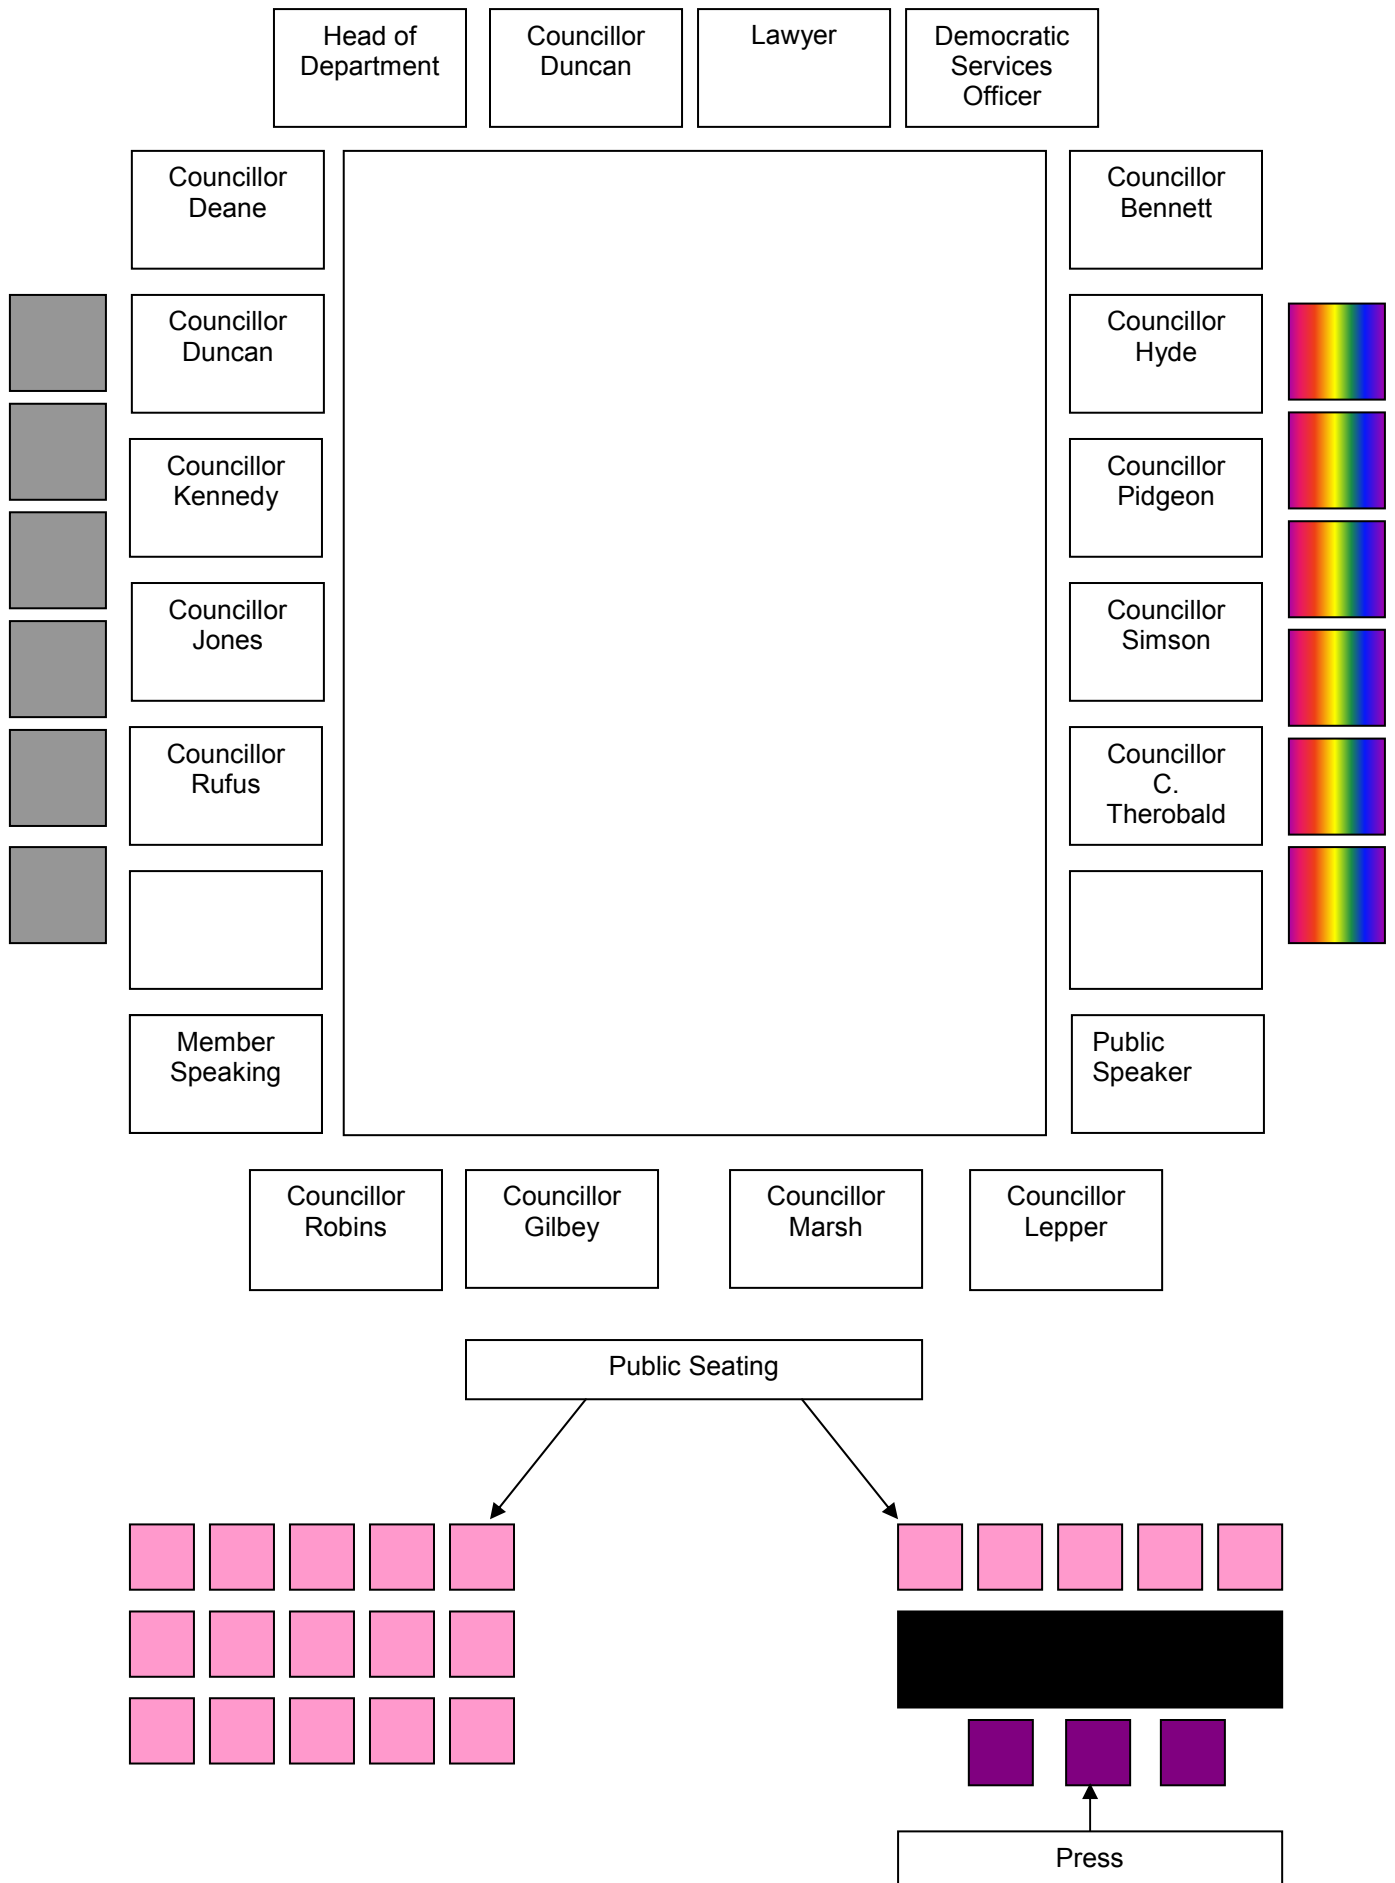 Head of
Department
Councillor
Duncan
Lawyer
Democratic
Services
Officer
Councillor
Deane
Councillor
Bennett
Councillor
Duncan
Councillor
Hyde
Councillor
Kennedy
Councillor
Pidgeon
Councillor
Jones
Councillor
Simson
Councillor
Rufus
Councillor
C.
Therobald
Member
Speaking
Public
Speaker
Councillor
Robins
Councillor
Gilbey
Councillor
Marsh
Councillor
Lepper
Public Seating
Press